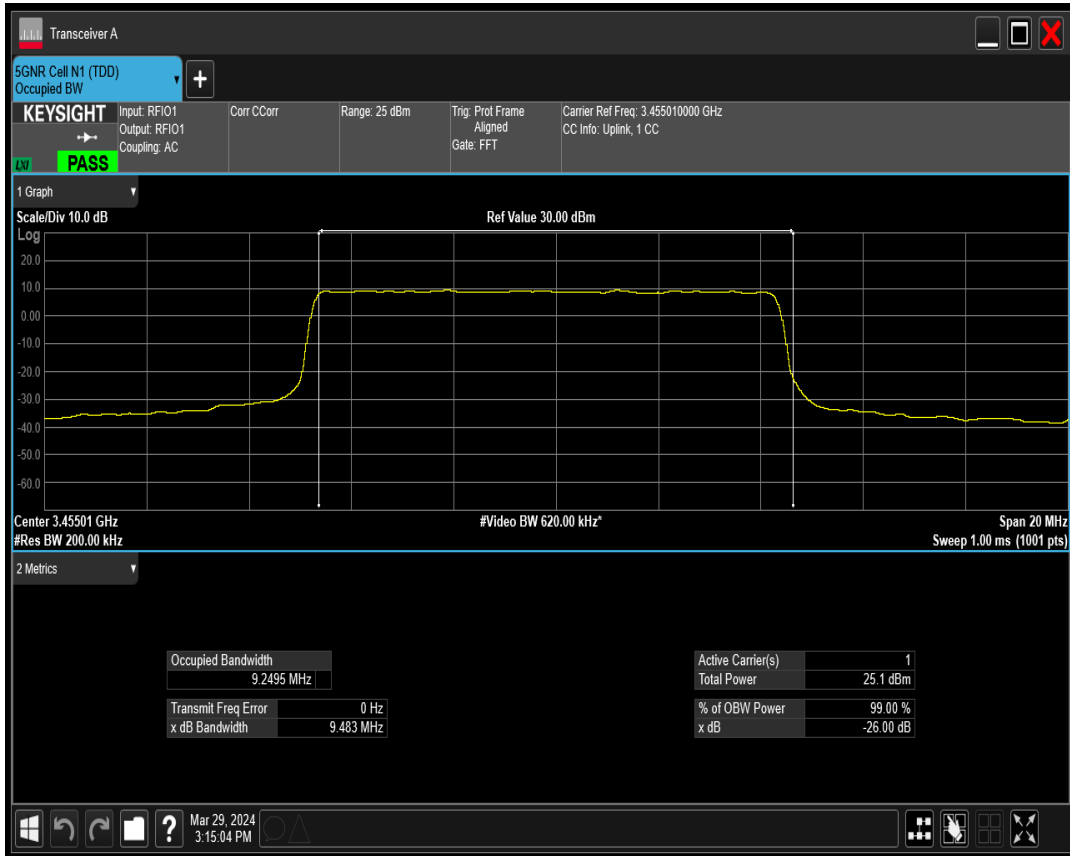 Transceiver A
5GNR Cell N1 (TDD)
Occupied BW
+
KEYSIGHT
LXI
PASS
Input: RFIO1
Output: RFIO1
Coupling: AC
Corr CCorr
Range: 25 dBm
Trig: Prot Frame
Aligned
Gate: FFT
Carrier Ref Freq: 3.455010000 GHz
CC Info: Uplink, 1 CC
1 Graph
Scale/Div 10.0 dB
Ref Value 30.00 dBm
Log
20.0
10.0
0.00
-10.0
-20.0
-30.0
-40.0
-50.0
-60.0
Center 3.45501 GHz
#Video BW 620.00 kHz*
Span 20 MHz
#Res BW 200.00 kHz
Sweep 1.00 ms (1001 pts)
2 Metrics
Occupied Bandwidth
9.2495 MHz
Transmit Freq Error 0 Hz
x dB Bandwidth 9.483 MHz
Active Carrier(s) 1
Total Power 25.1 dBm
% of OBW Power 99.00 %
x dB -26.00 dB
?
Mar 29, 2024
3:15:04 PM